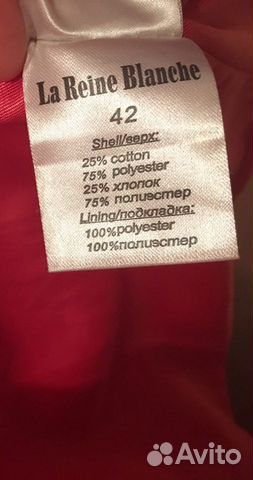 La Reine Blanche
42
Shell/верх:
25% cotton
75% polyester
25% хлопок
75% полиэстер
Lining/подкладка:
100%polyester
100%полиэстер
Avito